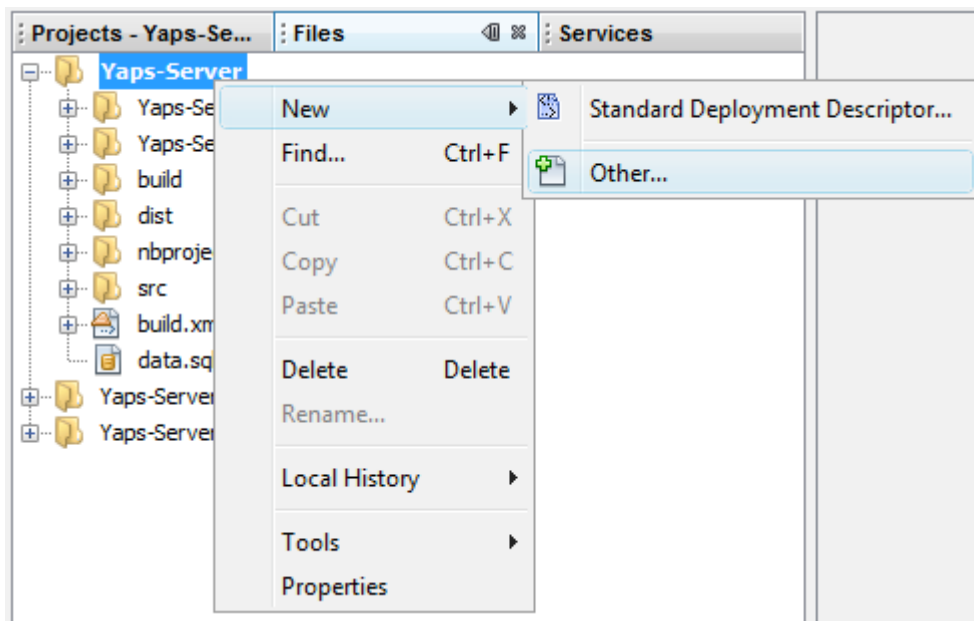 Projects - Yaps-Se... Files Services
Yaps-Server
Yaps-Se
Yaps-Se
build
dist
nbproje
src
build.xm
data.sq
Yaps-Server
Yaps-Server
New
Find... Ctrl+F
Cut Ctrl+X
Copy Ctrl+C
Paste Ctrl+V
Delete Delete
Rename...
Local History
Tools
Properties
Standard Deployment Descriptor...
Other...